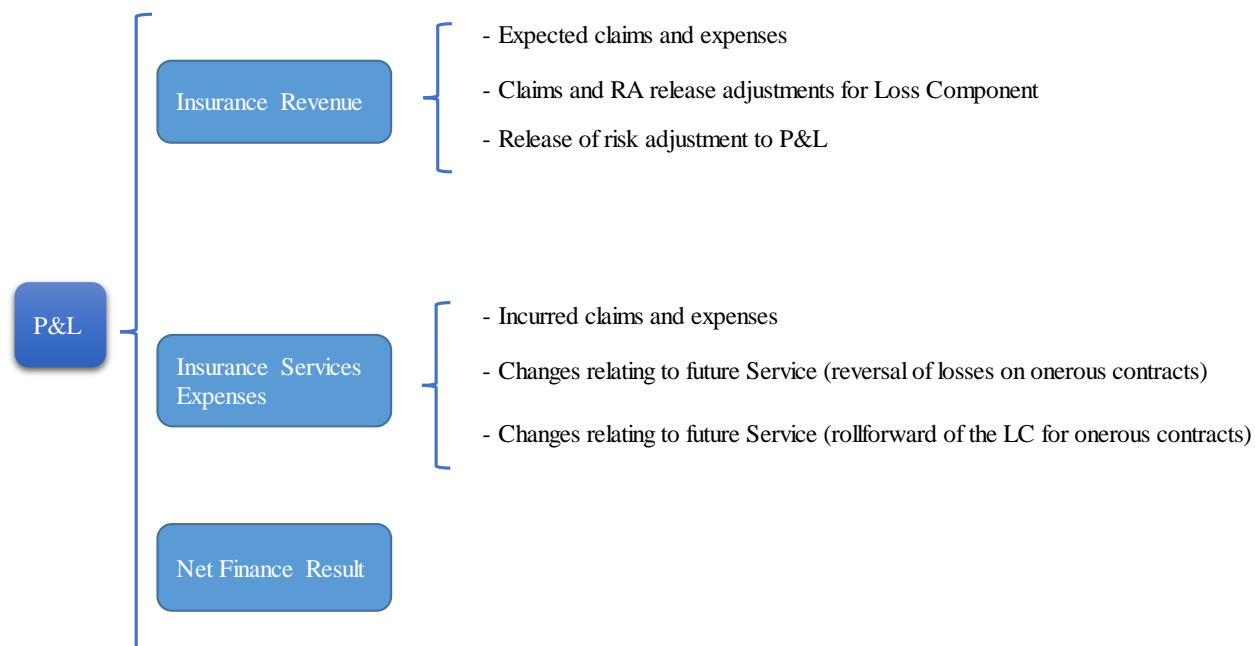 P&L
Insurance Revenue
- Expected claims and expenses
- Claims and RA release adjustments for Loss Component
- Release of risk adjustment to P&L
Insurance Services
Expenses
- Incurred claims and expenses
- Changes relating to future Service (reversal of losses on onerous contracts)
- Changes relating to future Service (rollforward of the LC for onerous contracts)
Net Finance Result